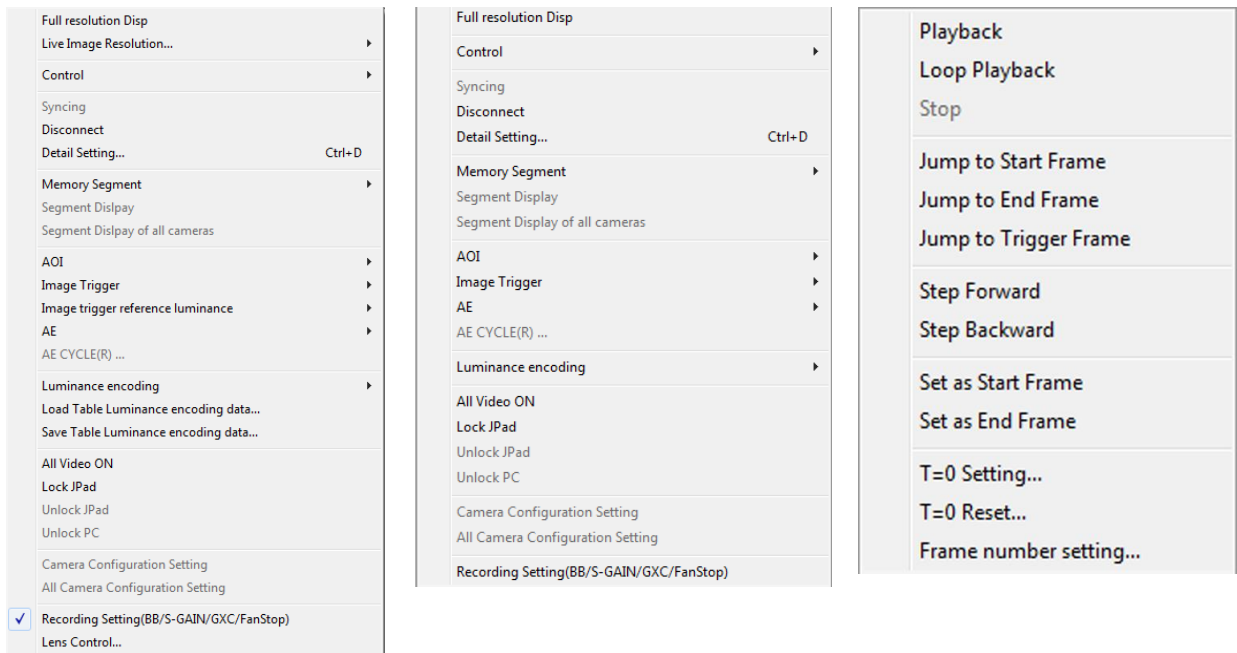 Full resolution Disp
Live Image Resolution...
Control
Syncing
Disconnect
Detail Setting... Ctrl+D
Memory Segment
Segment Dislpay
Segment Dislpay of all cameras
AOI
Image Trigger
Image trigger reference luminance
AE
AE CYCLE(R) ...
Luminance encoding
Load Table Luminance encoding data...
Save Table Luminance encoding data...
All Video ON
Lock JPad
Unlock JPad
Unlock PC
Camera Configuration Setting
All Camera Configuration Setting
Recording Setting(BB/S-GAIN/GXC/FanStop)
Lens Control...
Full resolution Disp
Control
Syncing
Disconnect
Detail Setting... Ctrl+D
Memory Segment
Segment Display
Segment Display of all cameras
AOI
Image Trigger
AE
AE CYCLE(R) ...
Luminance encoding
All Video ON
Lock JPad
Unlock JPad
Unlock PC
Camera Configuration Setting
All Camera Configuration Setting
Recording Setting(BB/S-GAIN/GXC/FanStop)
Playback
Loop Playback
Stop
Jump to Start Frame
Jump to End Frame
Jump to Trigger Frame
Step Forward
Step Backward
Set as Start Frame
Set as End Frame
T=0 Setting...
T=0 Reset...
Frame number setting...